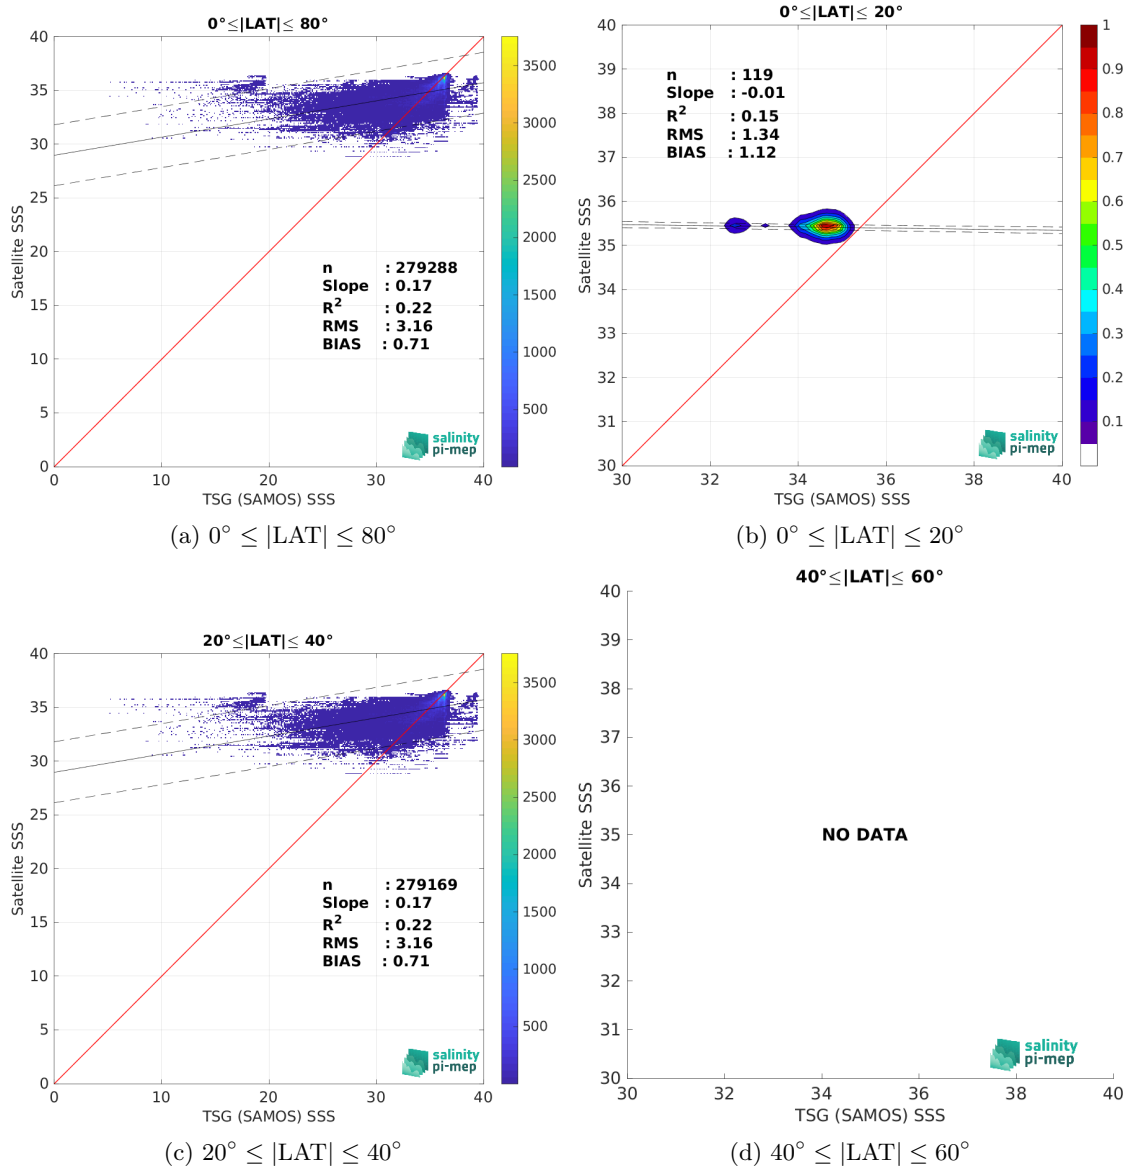 0°≤|LAT|≤ 80°
40
35
30
25
20
15
10
5
0
Satellite SSS
n : 279288
Slope : 0.17
R2 : 0.22
RMS : 3.16
BIAS : 0.71
salinity
pi-mep
0 10 20 30 40
TSG (SAMOS) SSS
3500
3000
2500
2000
1500
1000
500
(a) 0° ≤ |LAT| ≤ 80°
0°≤|LAT|≤ 20°
40
39
38
37
36
35
34
33
32
31
30
Satellite SSS
n : 119
Slope : -0.01
R2 : 0.15
RMS : 1.34
BIAS : 1.12
salinity
pi-mep
30 32 34 36 38 40
TSG (SAMOS) SSS
1
0.9
0.8
0.7
0.6
0.5
0.4
0.3
0.2
0.1
(b) 0° ≤ |LAT| ≤ 20°
20°≤|LAT|≤ 40°
40
35
30
25
20
15
10
5
0
Satellite SSS
n : 279169
Slope : 0.17
R2 : 0.22
RMS : 3.16
BIAS : 0.71
salinity
pi-mep
0 10 20 30 40
TSG (SAMOS) SSS
3500
3000
2500
2000
1500
1000
500
(c) 20° ≤ |LAT| ≤ 40°
40°≤|LAT|≤ 60°
40
39
38
37
36
35
34
33
32
31
30
Satellite SSS
NO DATA
salinity
pi-mep
30 32 34 36 38 40
TSG (SAMOS) SSS
(d) 40° ≤ |LAT| ≤ 60°